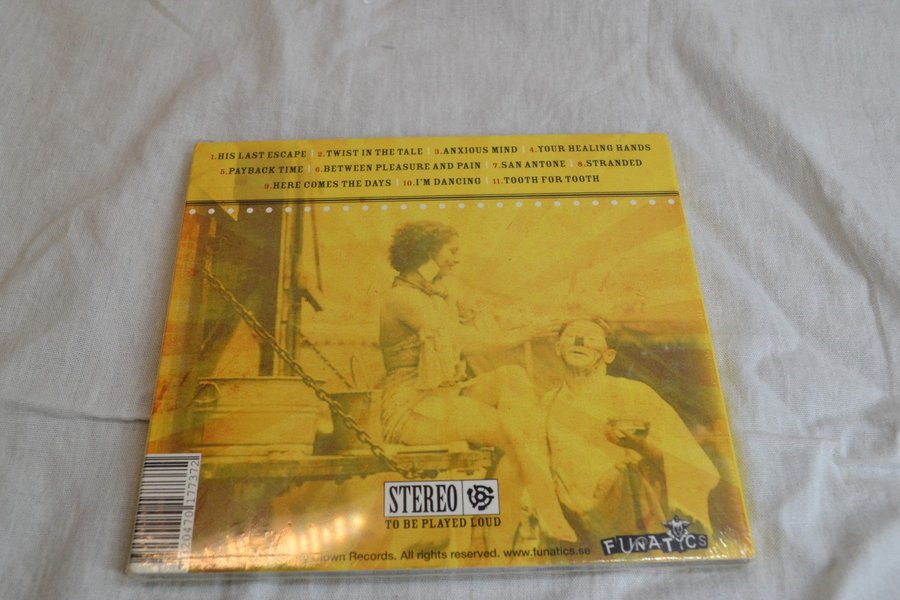 1.HIS LAST ESCAPE | 2.TWIST IN THE TALE | 3.ANXIOUS MIND | 4.YOUR HEALING HANDS
5.PAYBACK TIME | 6.BETWEEN PLEASURE AND PAIN | 7.SAN ANTONE | 8.STRANDED
9.HERE COMES THE DAYS | 10.I'M DANCING | 11.TOOTH FOR TOOTH
STEREO
TO BE PLAYED LOUD
FUNATICS
Clown Records. All rights reserved. www.funatics.se